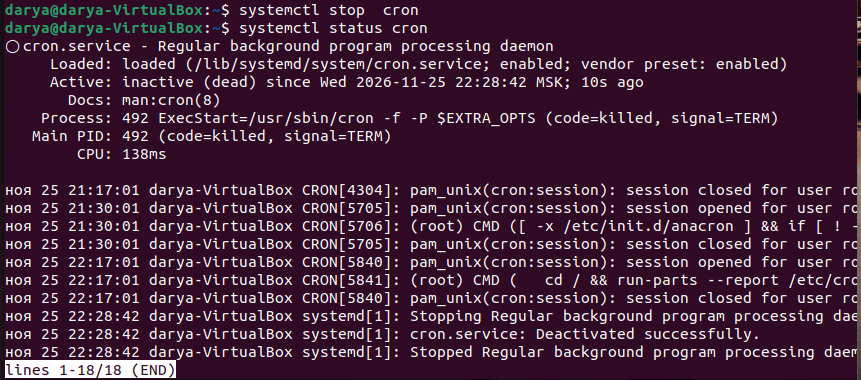 darya@darya-VirtualBox:~$ systemctl stop  cron
darya@darya-VirtualBox:~$ systemctl status cron
○ cron.service - Regular background program processing daemon
     Loaded: loaded (/lib/systemd/system/cron.service; enabled; vendor preset: enabled)
     Active: inactive (dead) since Wed 2026-11-25 22:28:42 MSK; 10s ago
       Docs: man:cron(8)
    Process: 492 ExecStart=/usr/sbin/cron -f -P $EXTRA_OPTS (code=killed, signal=TERM)
   Main PID: 492 (code=killed, signal=TERM)
        CPU: 138ms

ноя 25 21:17:01 darya-VirtualBox CRON[4304]: pam_unix(cron:session): session closed for user ro
ноя 25 21:30:01 darya-VirtualBox CRON[5705]: pam_unix(cron:session): session opened for user ro
ноя 25 21:30:01 darya-VirtualBox CRON[5706]: (root) CMD ([ -x /etc/init.d/anacron ] && if [ ! -
ноя 25 21:30:01 darya-VirtualBox CRON[5705]: pam_unix(cron:session): session closed for user ro
ноя 25 22:17:01 darya-VirtualBox CRON[5840]: pam_unix(cron:session): session opened for user ro
ноя 25 22:17:01 darya-VirtualBox CRON[5841]: (root) CMD (   cd / && run-parts --report /etc/cro
ноя 25 22:17:01 darya-VirtualBox CRON[5840]: pam_unix(cron:session): session closed for user ro
ноя 25 22:28:42 darya-VirtualBox systemd[1]: Stopping Regular background program processing dae
ноя 25 22:28:42 darya-VirtualBox systemd[1]: cron.service: Deactivated successfully.
ноя 25 22:28:42 darya-VirtualBox systemd[1]: Stopped Regular background program processing daem
lines 1-18/18 (END)